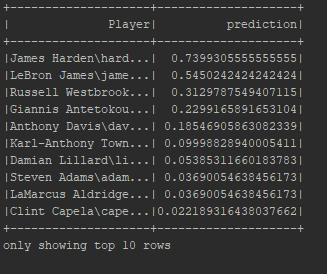 +--------------------+--------------------+
|              Player|          prediction|
+--------------------+--------------------+
|James Harden\hard...|  0.7399305555555555|
|LeBron James\jame...|  0.5450242424242424|
|Russell Westbrook...|  0.3129787549407115|
|Giannis Antetokou...|  0.2299165891653104|
|Anthony Davis\dav...| 0.18546905863082339|
|Karl-Anthony Town...| 0.09998828940005411|
|Damian Lillard\li...| 0.05385311660183783|
|Steven Adams\adam...| 0.03690054638456173|
|LaMarcus Aldridge...| 0.03690054638456173|
|Clint Capela\cape...|0.022189316438037662|
+--------------------+--------------------+
only showing top 10 rows